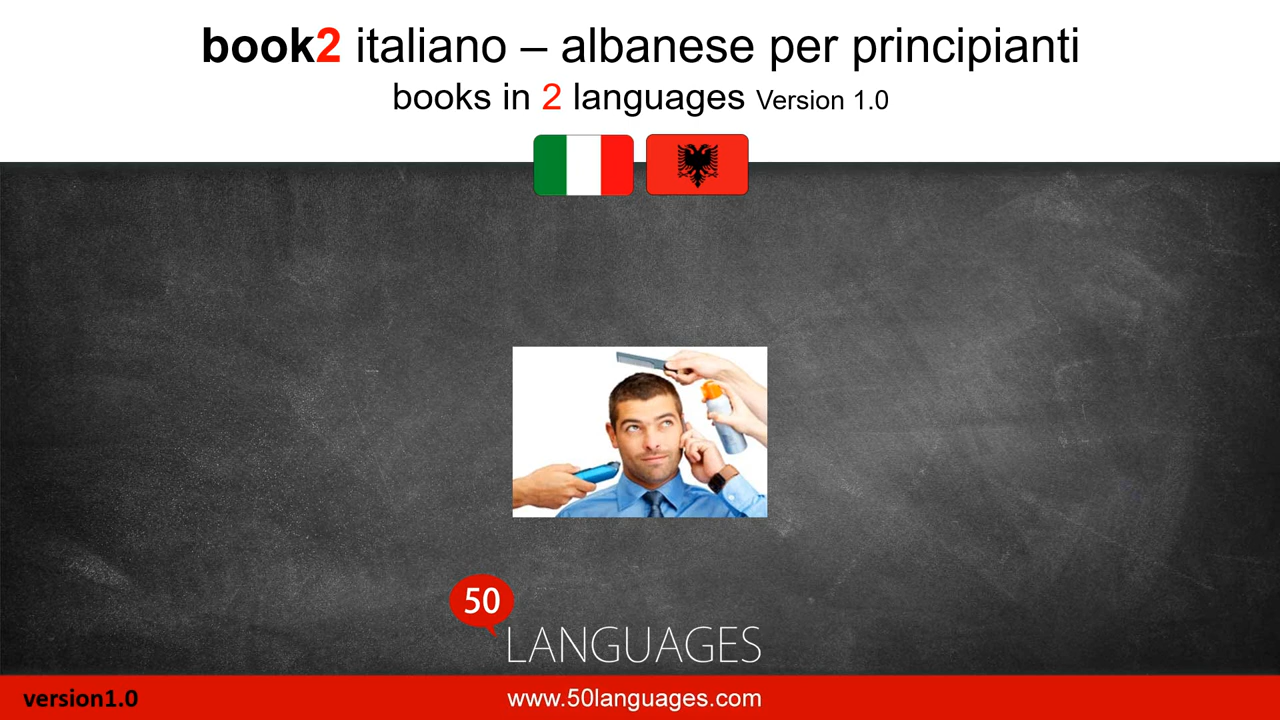 book2 italiano – albanese per principianti
books in 2 languages Version 1.0
50
LANGUAGES
version1.0
www.50languages.com